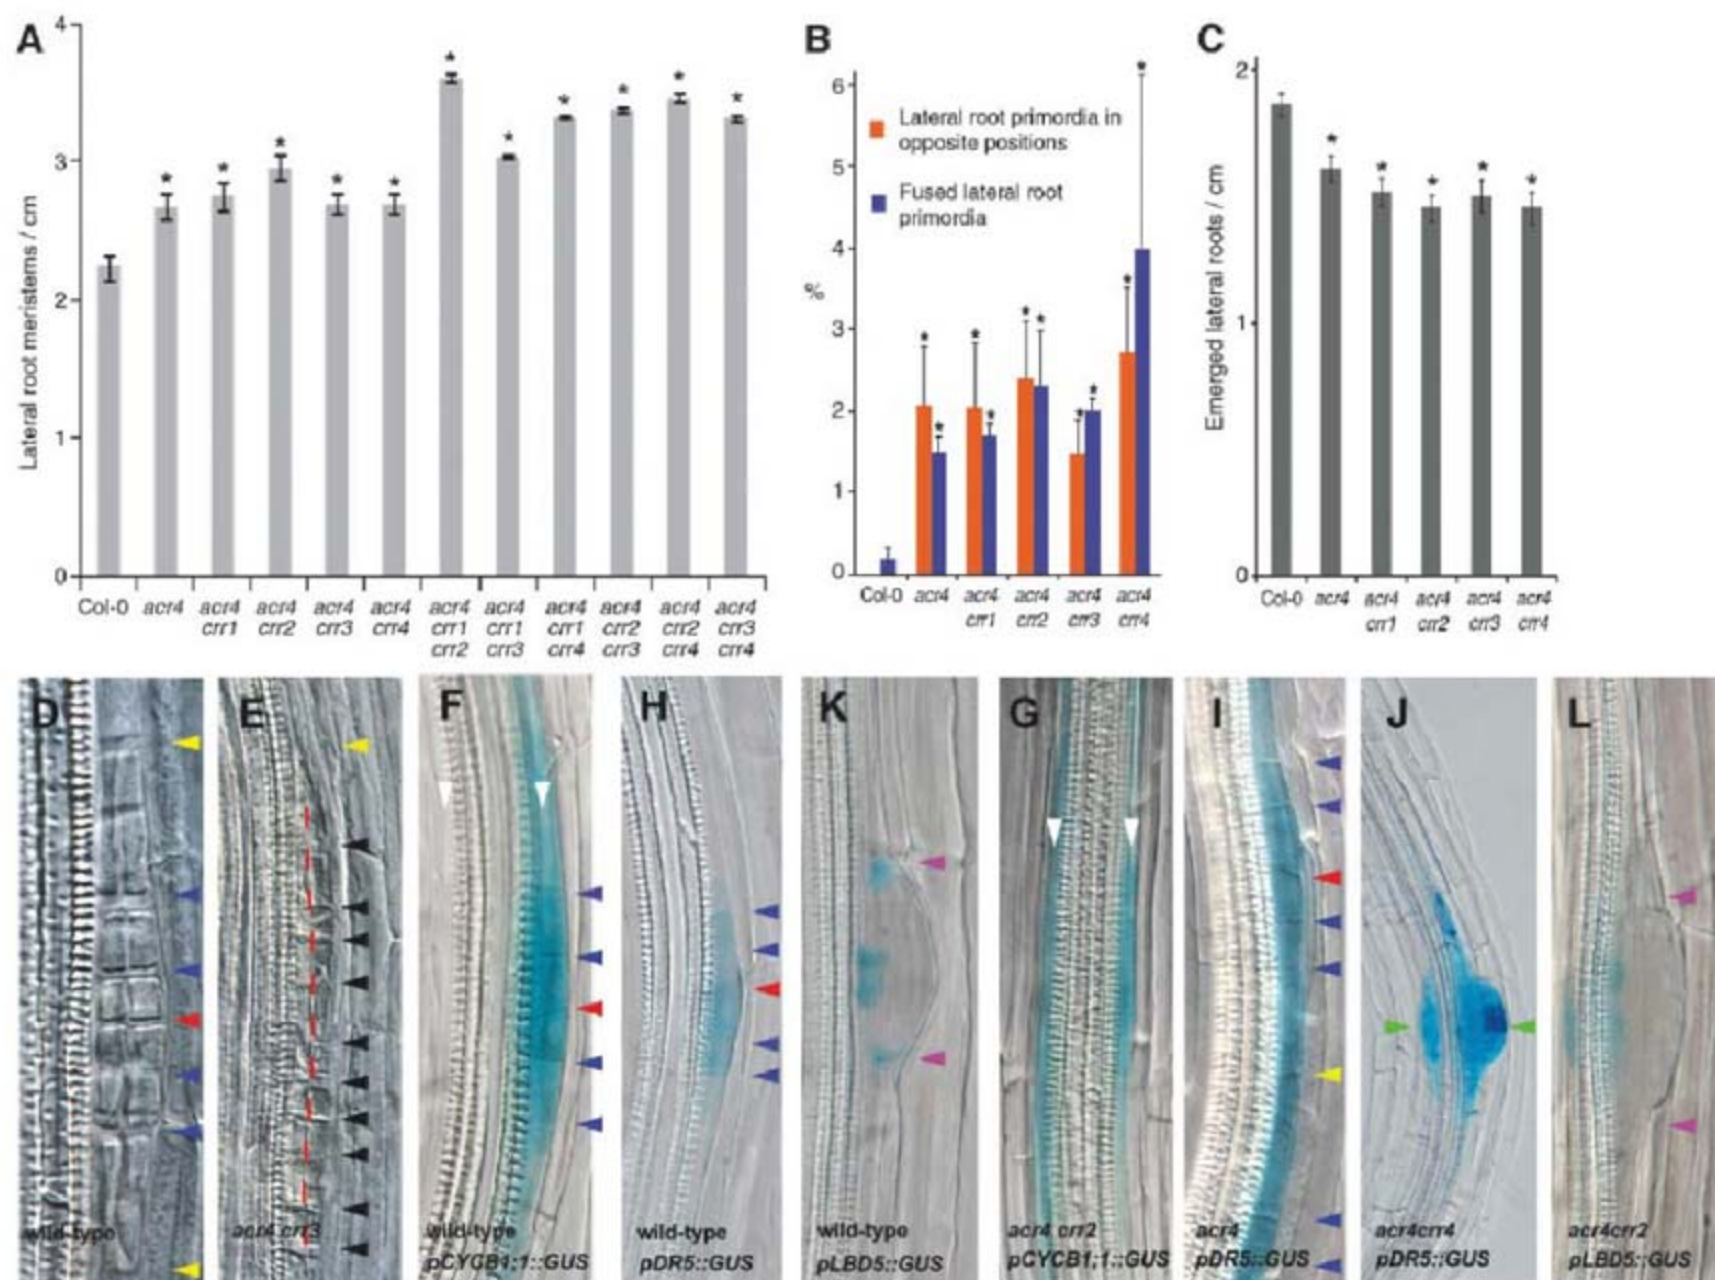 A
Lateral root meristems / cm
4
3
2
1
0
Col-0 acr4 acr4 acr4 acr4 acr4 acr4 acr4 acr4 acr4 acr4 acr4
crr1 crr2 crr3 crr4 crr1 crr1 crr1 crr2 crr2 crr3
crr2 crr3 crr4 crr3 crr4 crr4
* * * * * * * * * * *
B
%
6
5
4
3
2
1
0
Lateral root primordia in
opposite positions
Fused lateral root
primordia
* * * * * * * * * *
Col-0 acr4 acr4 acr4 acr4 acr4
crr1 crr2 crr3 crr4
C
Emerged lateral roots / cm
2
1
0
* * * * *
Col-0 acr4 acr4 acr4 acr4 acr4
crr1 crr2 crr3 crr4
D
wild-type
E
acr4 crr3
F
wild-type
pCYCB1;1::GUS
H
wild-type
pDR5::GUS
K
wild-type
pLBD5::GUS
G
acr4 crr2
pCYCB1;1::GUS
I
acr4
pDR5::GUS
J
acr4crr4
pDR5::GUS
L
acr4crr2
pLBD5::GUS